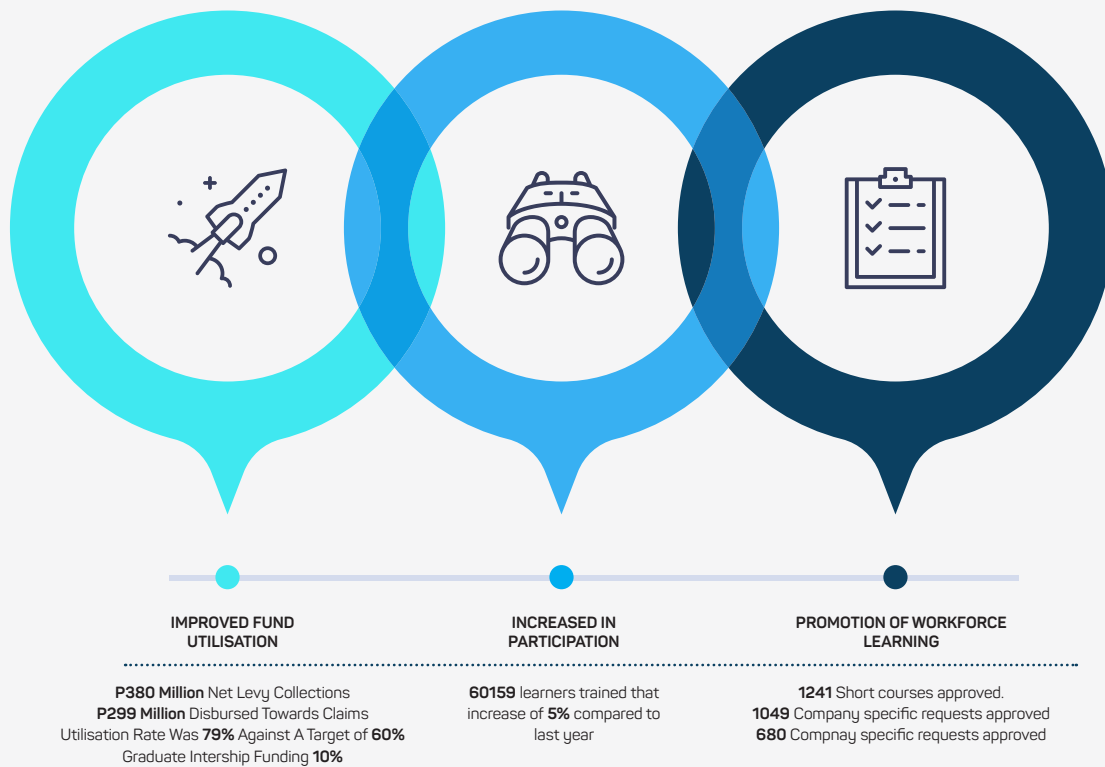 IMPROVED FUND
UTILISATION
P380 Million Net Levy Collections
P299 Million Disbursed Towards Claims
Utilisation Rate Was 79% Against A Target of 60%
Graduate Intership Funding 10%
INCREASED IN
PARTICIPATION
60159 learners trained that
increase of 5% compared to
last year
PROMOTION OF WORKFORCE
LEARNING
1241 Short courses approved.
1049 Company specific requests approved
680 Compnay specific requests approved